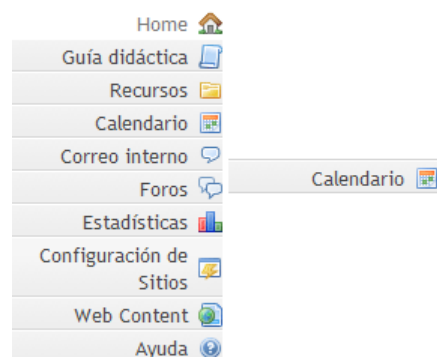 Home
Guía didáctica
Recursos
Calendario
Correo interno
Foros
Estadísticas
Configuración de
Sitios
Web Content
Ayuda
Calendario